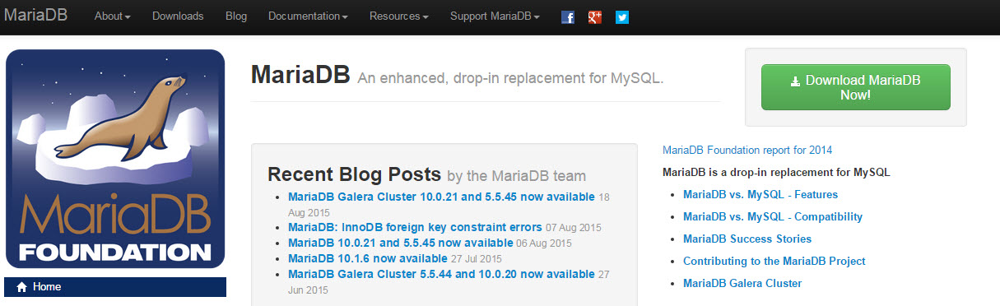 MariaDB About Downloads Blog Documentation Resources Support MariaDB
MariaDB
FOUNDATION
Home
MariaDB An enhanced, drop-in replacement for MySQL.
Download MariaDB
Now!
Recent Blog Posts by the MariaDB team
MariaDB Galera Cluster 10.0.21 and 5.5.45 now available 18
Aug 2015
MariaDB: InnoDB foreign key constraint errors 07 Aug 2015
MariaDB 10.0.21 and 5.5.45 now available 06 Aug 2015
MariaDB 10.1.6 now available 27 Jul 2015
MariaDB Galera Cluster 5.5.44 and 10.0.20 now available 27
Jun 2015
MariaDB Foundation report for 2014
MariaDB is a drop-in replacement for MySQL
MariaDB vs. MySQL - Features
MariaDB vs. MySQL - Compatibility
MariaDB Success Stories
Contributing to the MariaDB Project
MariaDB Galera Cluster